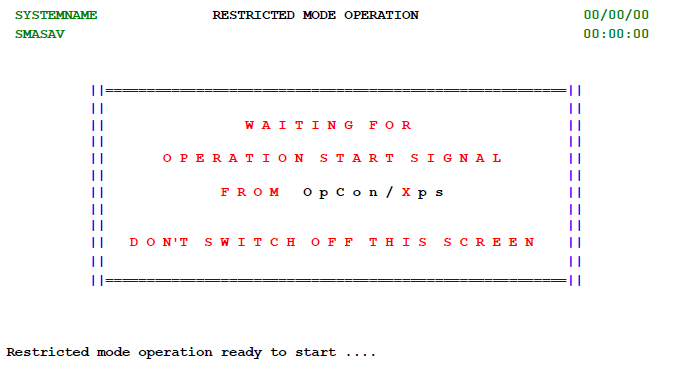 SYSTEMNAME RESTRICTED MODE OPERATION 00/00/00
SMASAV 00:00:00
||========================================================||
|| ||
|| W A I T I N G  F O R ||
|| ||
|| O P E R A T I O N  S T A R T  S I G N A L ||
|| ||
|| F R O M  O p C o n / X p s ||
|| ||
|| ||
|| D O N ' T  S W I T C H  O F F  T H I S  S C R E E N ||
|| ||
||========================================================||
Restricted mode operation ready to start ....